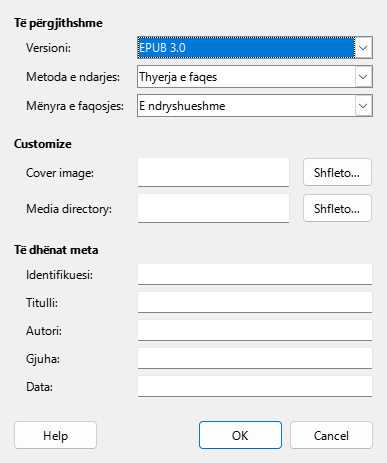 Të përgjithshme
Versioni: EPUB 3.0
Metoda e ndarjes: Thyerja e faqes
Mënyra e faqosjes: E ndryshueshme
Customize
Cover image: Shfleto...
Media directory: Shfleto...
Të dhënat meta
Identifikuesi:
Titulli:
Autori:
Gjuha:
Data:
Help OK Cancel